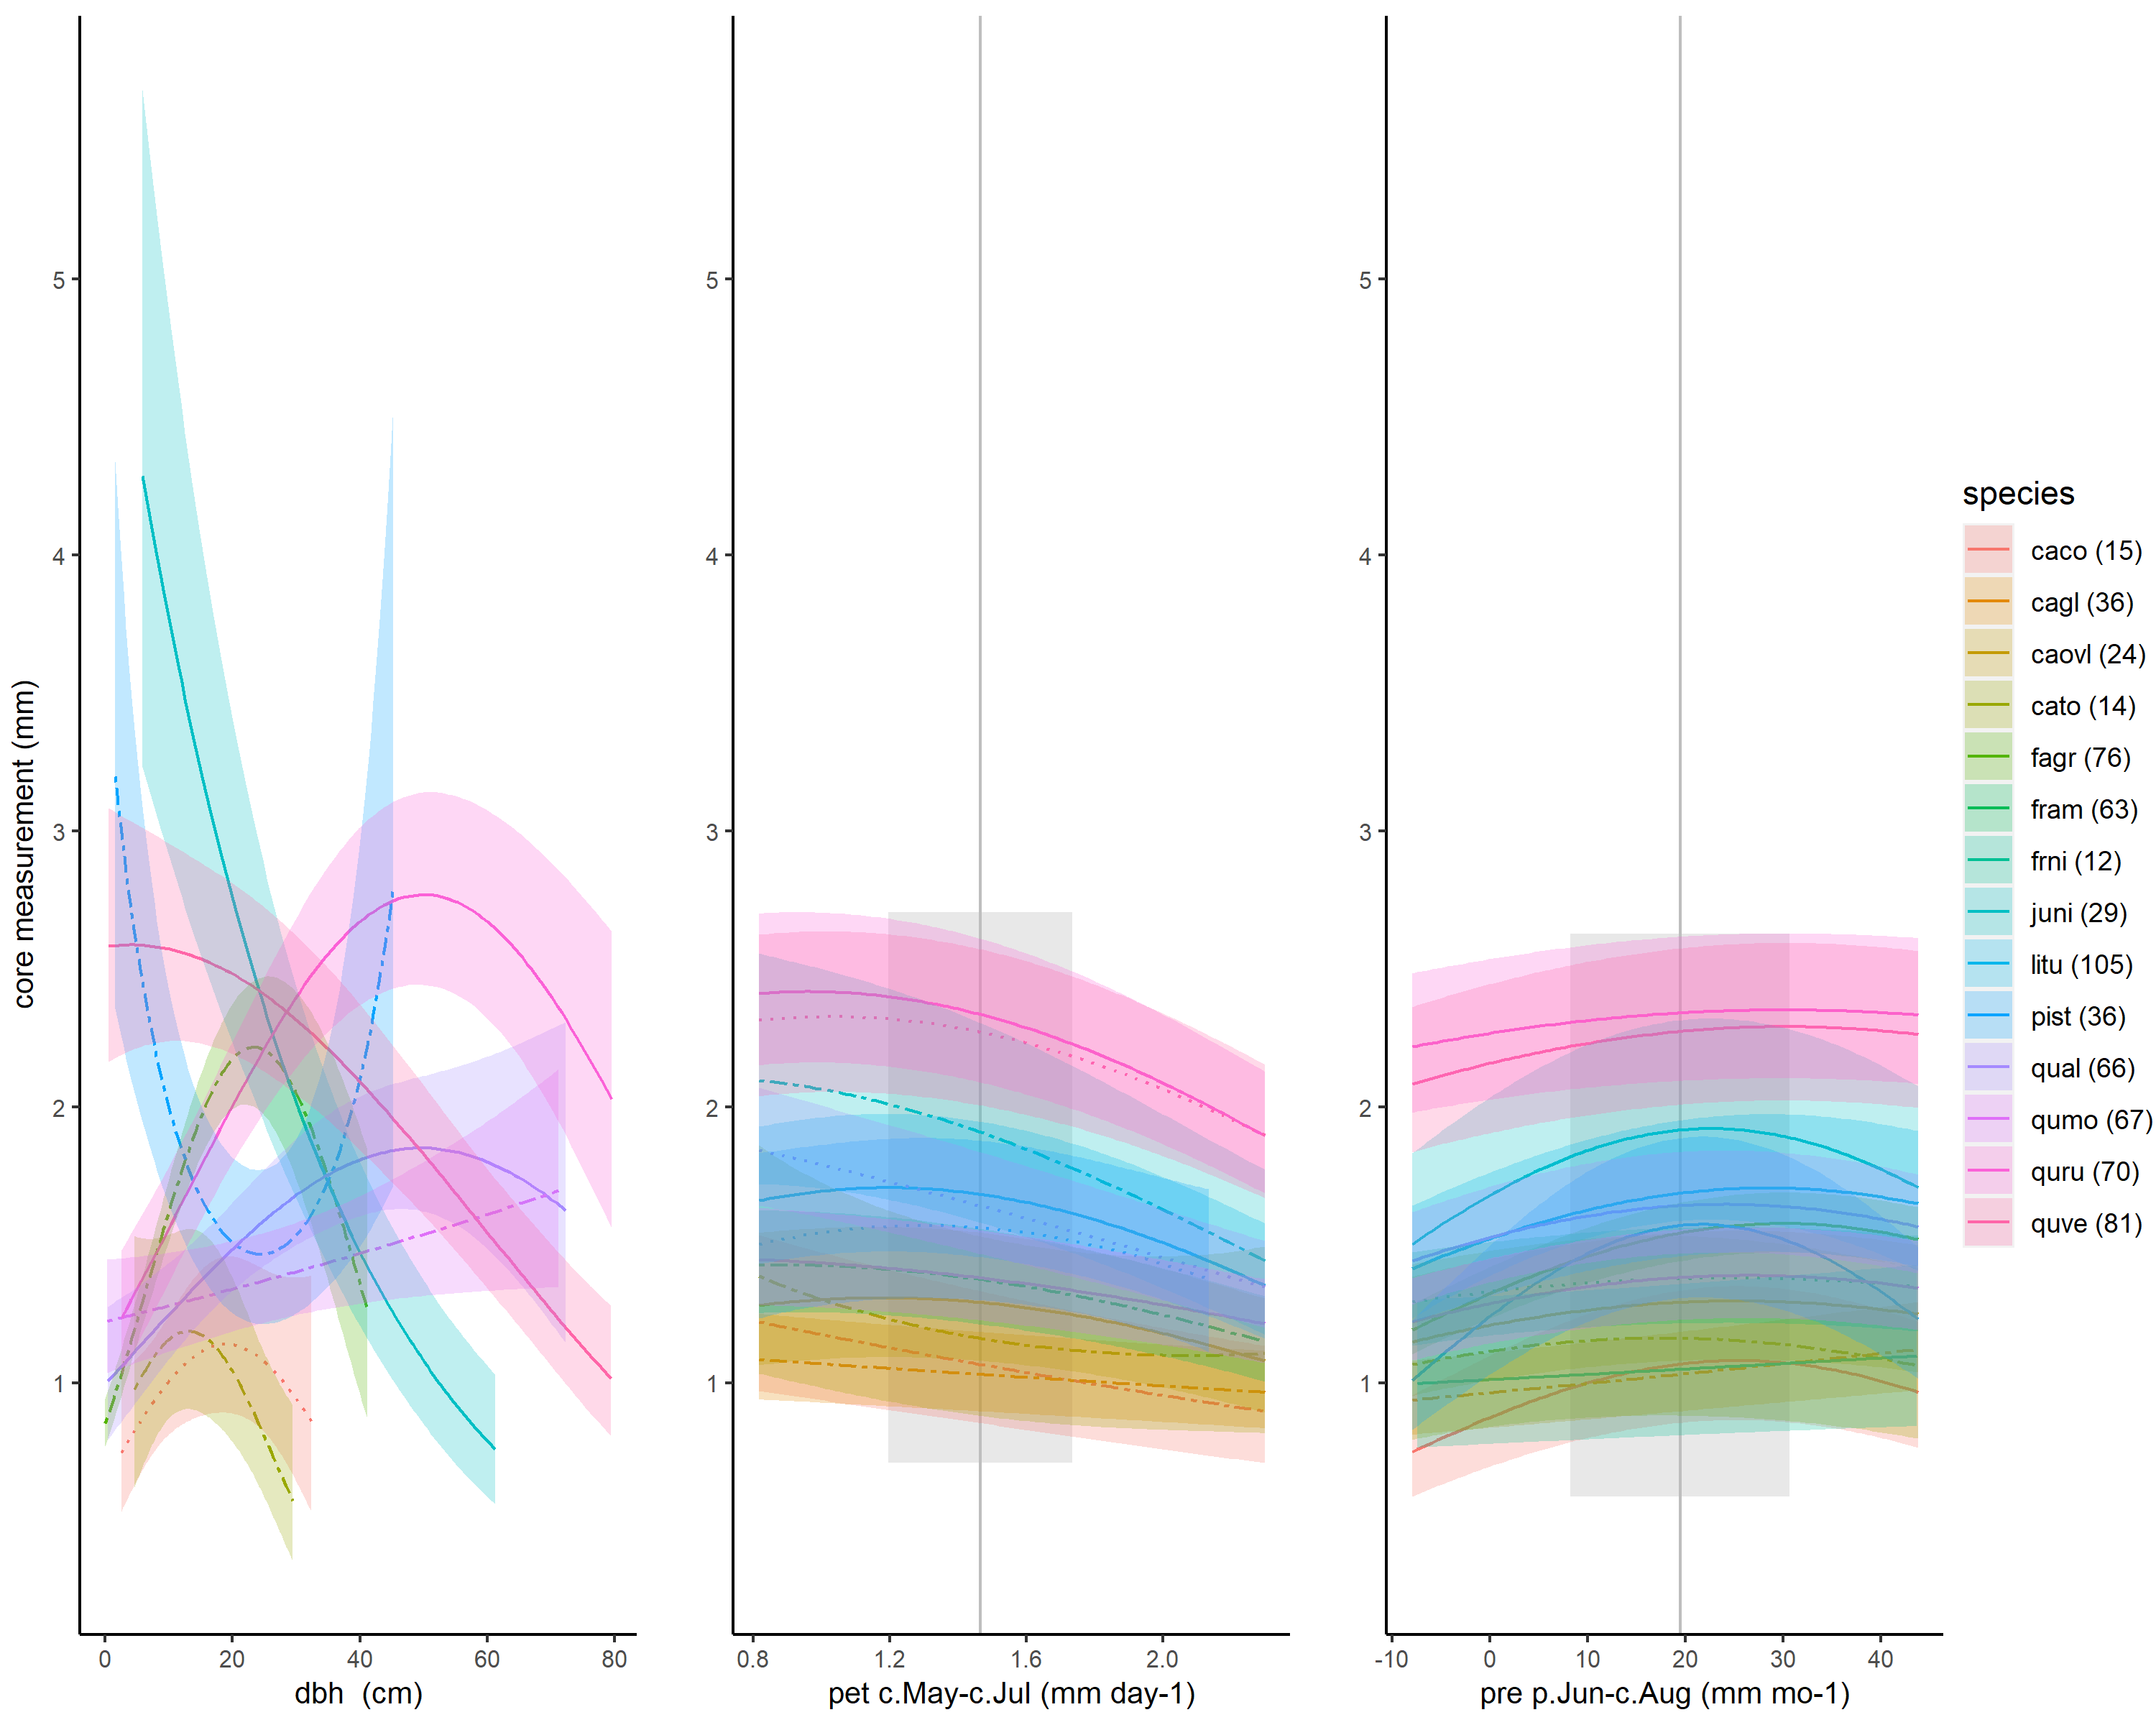 core measurement (mm)
5
4
3
2
1
0 20 40 60 80
dbh  (cm)
5
4
3
2
1
0.8 1.2 1.6 2.0
pet c.May-c.Jul (mm day-1)
5
4
3
2
1
-10 0 10 20 30 40
pre p.Jun-c.Aug (mm mo-1)
species
caco (15)
cagl (36)
caovl (24)
cato (14)
fagr (76)
fram (63)
frni (12)
juni (29)
litu (105)
pist (36)
qual (66)
qumo (67)
quru (70)
quve (81)